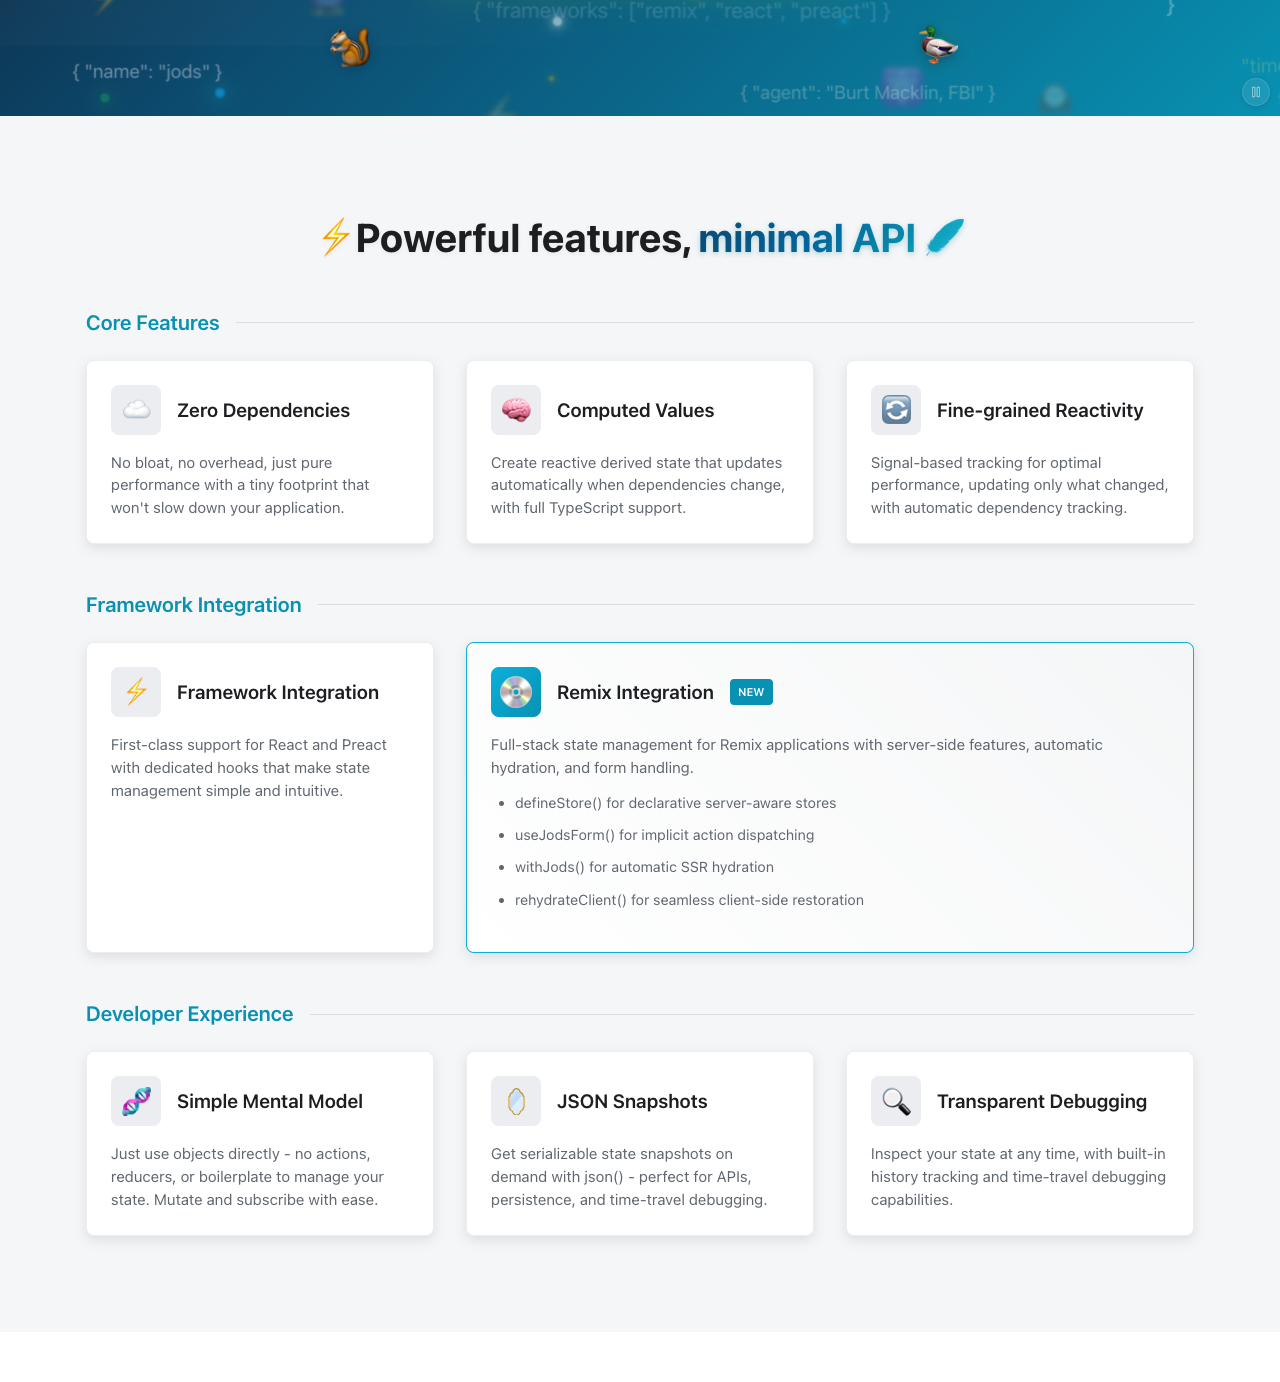 { "frameworks": ["remix", "react", "preact"] }
}
{ "name": "jods" }
"time
{ "agent": "Burt Macklin, FBI" }
Powerful features, minimal API
Core Features
Zero Dependencies
No bloat, no overhead, just pure
performance with a tiny footprint that
won't slow down your application.
Computed Values
Create reactive derived state that updates
automatically when dependencies change,
with full TypeScript support.
Fine-grained Reactivity
Signal-based tracking for optimal
performance, updating only what changed,
with automatic dependency tracking.
Framework Integration
Framework Integration
First-class support for React and Preact
with dedicated hooks that make state
management simple and intuitive.
Remix Integration NEW
Full-stack state management for Remix applications with server-side features, automatic
hydration, and form handling.
• defineStore() for declarative server-aware stores
• useJodsForm() for implicit action dispatching
• withJods() for automatic SSR hydration
• rehydrateClient() for seamless client-side restoration
Developer Experience
Simple Mental Model
Just use objects directly - no actions,
reducers, or boilerplate to manage your
state. Mutate and subscribe with ease.
JSON Snapshots
Get serializable state snapshots on
demand with json() - perfect for APIs,
persistence, and time-travel debugging.
Transparent Debugging
Inspect your state at any time, with built-in
history tracking and time-travel debugging
capabilities.